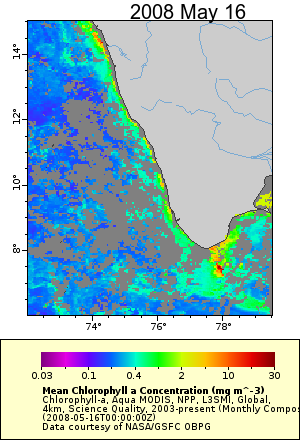 2008 May 16
14°
12°
10°
8°
74°
76°
78°
0.03 0.1 2 10 30
Mean Chlorophyll a Concentration (mg m^-3)
Chlorophyll-a, Aqua MODIS, NPP, L3SMI, Global,
4km, Science Quality, 2003-present (Monthly Compos
(2008-05-16T00:00:00Z)
Data courtesy of NASA/GSFC OBPG